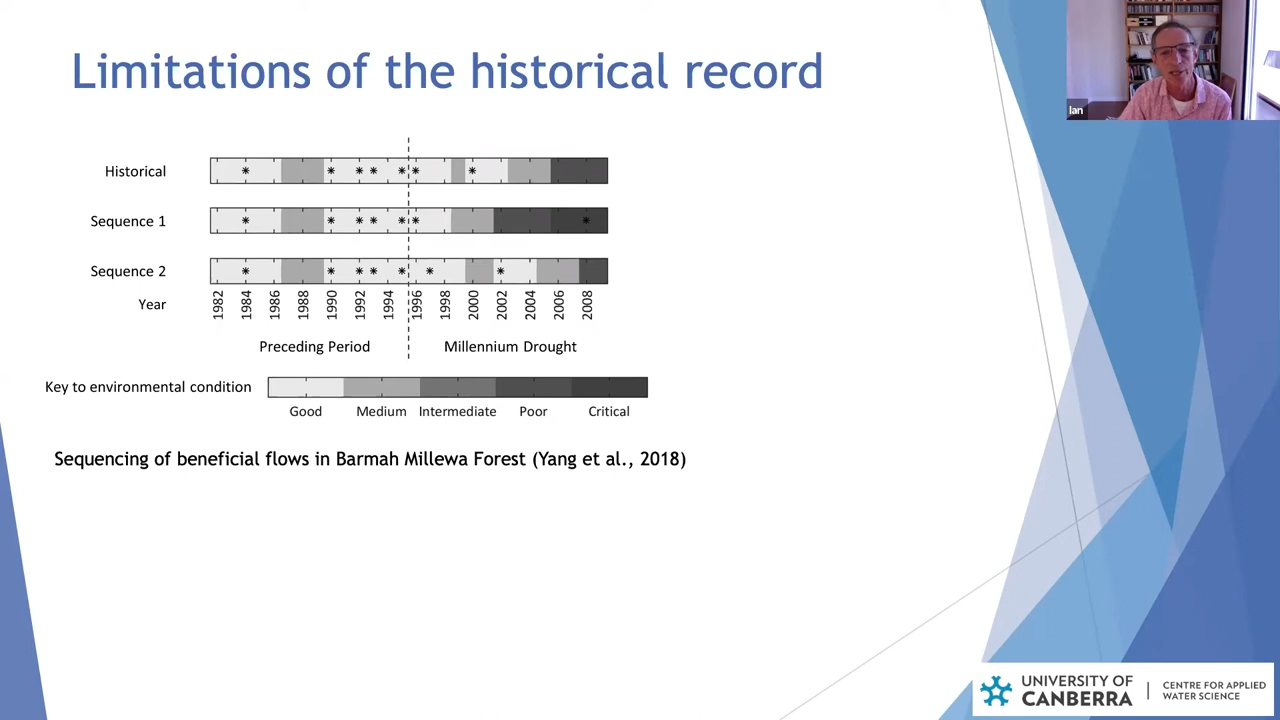 Limitations of the historical record
Ian
Historical
Sequence 1
Sequence 2
Year
1982 1984 1986 1988 1990 1992 1994 1996 1998 2000 2002 2004 2006 2008
Preceding Period
Millennium Drought
Key to environmental condition
Good Medium Intermediate Poor Critical
Sequencing of beneficial flows in Barmah Millewa Forest (Yang et al., 2018)
UNIVERSITY OF
CANBERRA
CENTRE FOR APPLIED
WATER SCIENCE